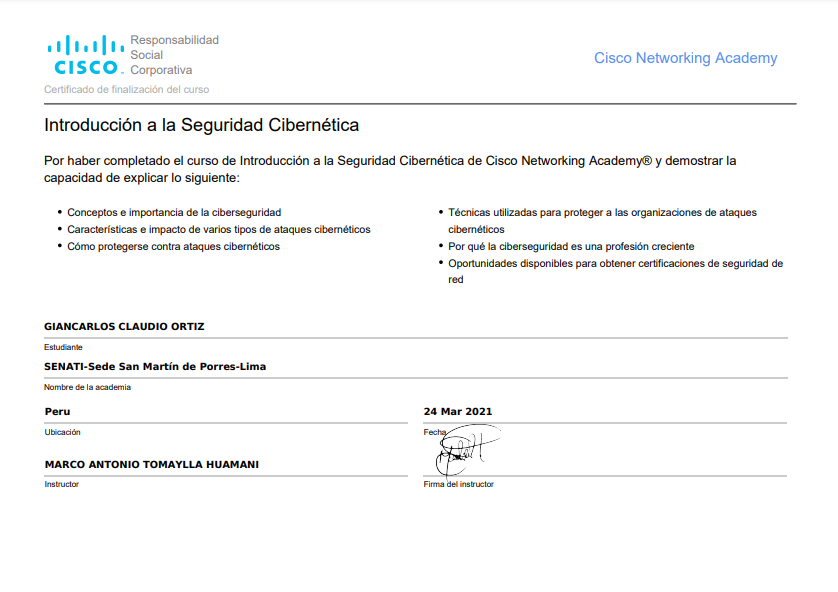 CISCO
Responsabilidad
Social
Corporativa
Cisco Networking Academy
Certificado de finalización del curso
Introducción a la Seguridad Cibernética
Por haber completado el curso de Introducción a la Seguridad Cibernética de Cisco Networking Academy® y demostrar la
capacidad de explicar lo siguiente:
• Conceptos e importancia de la ciberseguridad
• Características e impacto de varios tipos de ataques cibernéticos
• Cómo protegerse contra ataques cibernéticos
• Técnicas utilizadas para proteger a las organizaciones de ataques
cibernéticos
• Por qué la ciberseguridad es una profesión creciente
• Oportunidades disponibles para obtener certificaciones de seguridad de
red
GIANCARLOS CLAUDIO ORTIZ
Estudiante
SENATI-Sede San Martín de Porres-Lima
Nombre de la academia
Peru
Ubicación
24 Mar 2021
Fecha
MARCO ANTONIO TOMAYLLA HUAMANI
Instructor
Firma del instructor